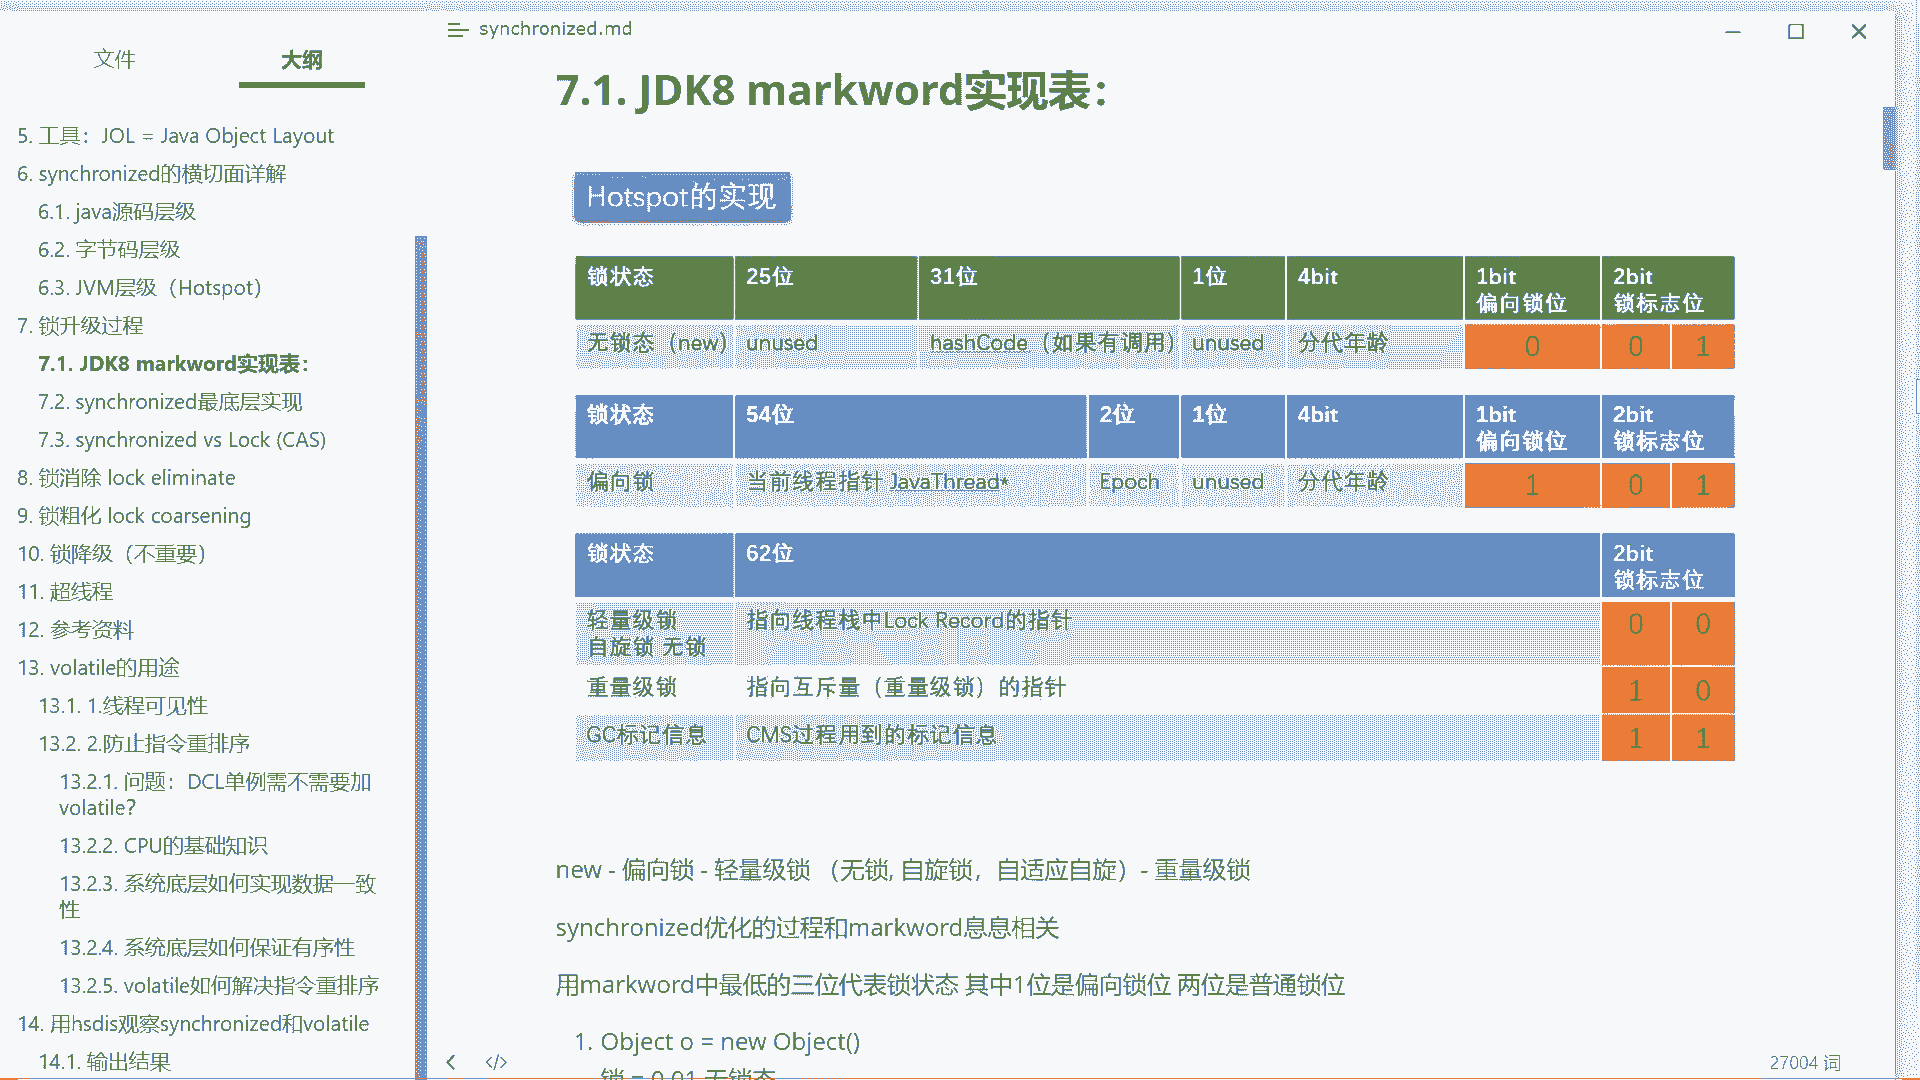 文件
大纲
5. 工具：JOL = Java Object Layout
6. synchronized的横切面详解
6.1. java源码层级
6.2. 字节码层级
6.3. JVM层级（Hotspot）
7. 锁升级过程
7.1. JDK8 markword实现表：
7.2. synchronized最底层实现
7.3. synchronized vs Lock (CAS)
8. 锁消除 lock eliminate
9. 锁粗化 lock coarsening
10. 锁降级（不重要）
11. 超线程
12. 参考资料
13. volatile的用途
13.1. 1.线程可见性
13.2. 2.防止指令重排序
13.2.1. 问题：DCL单例需不需要加
volatile？
13.2.2. CPU的基础知识
13.2.3. 系统底层如何实现数据一致
性
13.2.4. 系统底层如何保证有序性
13.2.5. volatile如何解决指令重排序
14. 用hsdis观察synchronized和volatile
14.1. 输出结果
synchronized.md
7.1. JDK8 markword实现表：
Hotspot的实现
锁状态 25位 31位 1位 4bit 1bit 偏向锁位 2bit 锁标志位
无锁态（new） unused hashCode（如果有调用） unused 分代年龄 0 0 1
锁状态 54位 2位 1位 4bit 1bit 偏向锁位 2bit 锁标志位
偏向锁 当前线程指针 JavaThread* Epoch unused 分代年龄 1 0 1
锁状态 62位 2bit 锁标志位
轻量级锁 自旋锁 无锁 指向线程栈中Lock Record的指针 0 0
重量级锁 指向互斥量（重量级锁）的指针 1 0
GC标记信息 CMS过程用到的标记信息 1 1
new - 偏向锁 - 轻量级锁 （无锁, 自旋锁，自适应自旋）- 重量级锁
synchronized优化的过程和markword息息相关
用markword中最低的三位代表锁状态 其中1位是偏向锁位 两位是普通锁位
1. Object o = new Object()
锁 = 0 01 无锁态
</> 27004 词